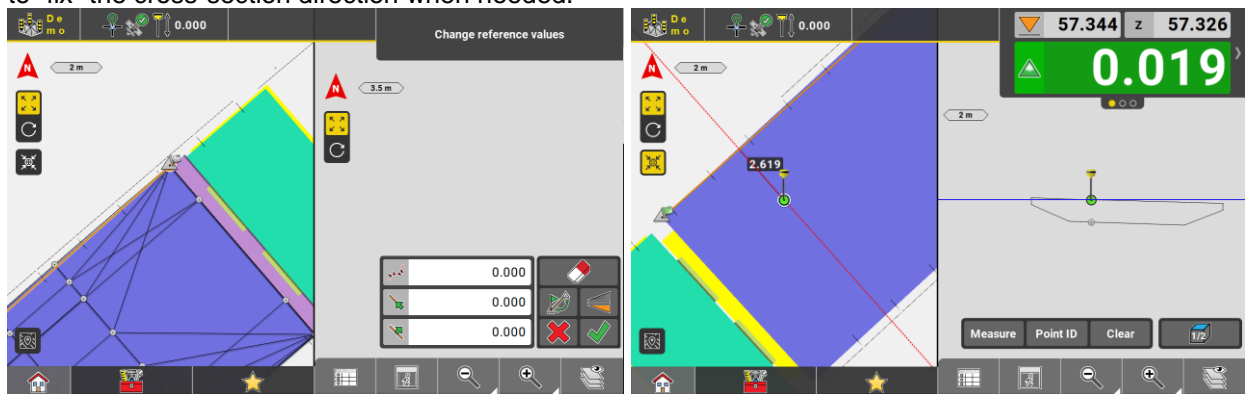 to "fix" the cross-section direction when needed.
De
mo
0.000
Change reference values
N
2 m
N
3.5 m
0.000
0.000
0.000
De
mo
0.000
57.344
z
57.326
0.019
N
2 m
2 m
2.619
Measure
Point ID
Clear
1/2